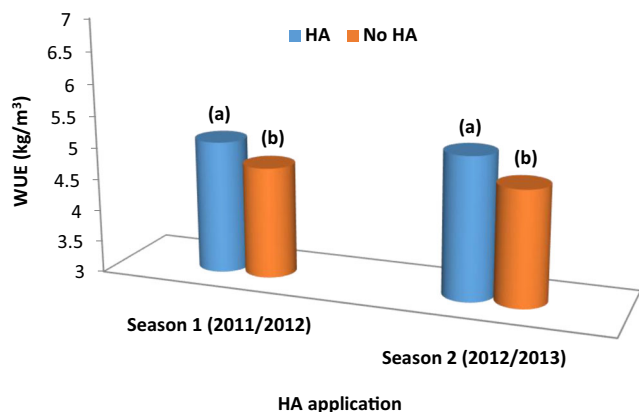 HA No HA
7
6.5
6
5.5
5
4.5
4
3.5
3
WUE (kg/m³)
(a)
(b)
(a)
(b)
Season 1 (2011/2012)
Season 2 (2012/2013)
HA application